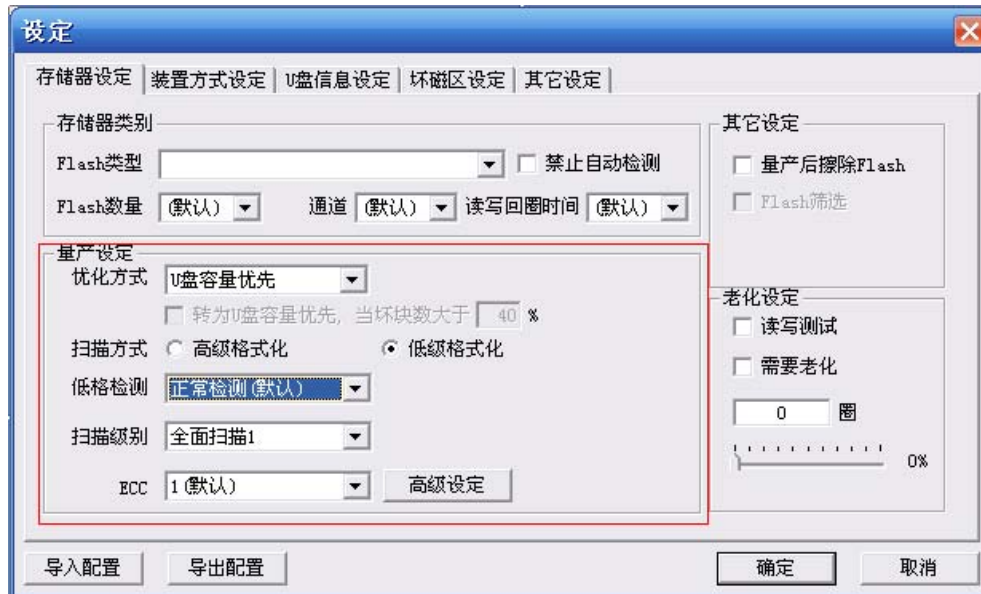 设定
存储器设定 装置方式设定 U盘信息设定 坏磁区设定 其它设定
存储器类别
Flash类型 禁止自动检测
Flash数量 (默认) 通道 (默认) 读写回圈时间 (默认)
其它设定
量产后擦除Flash
Flash筛选
量产设定
优化方式 U盘容量优先
转为U盘容量优先, 当坏块数大于 40 %
扫描方式 高级格式化 低级格式化
低格检测 正常检测(默认)
扫描级别 全面扫描1
ECC 1(默认) 高级设定
老化设定
读写测试
需要老化
0 圈
0%
导入配置 导出配置 确定 取消